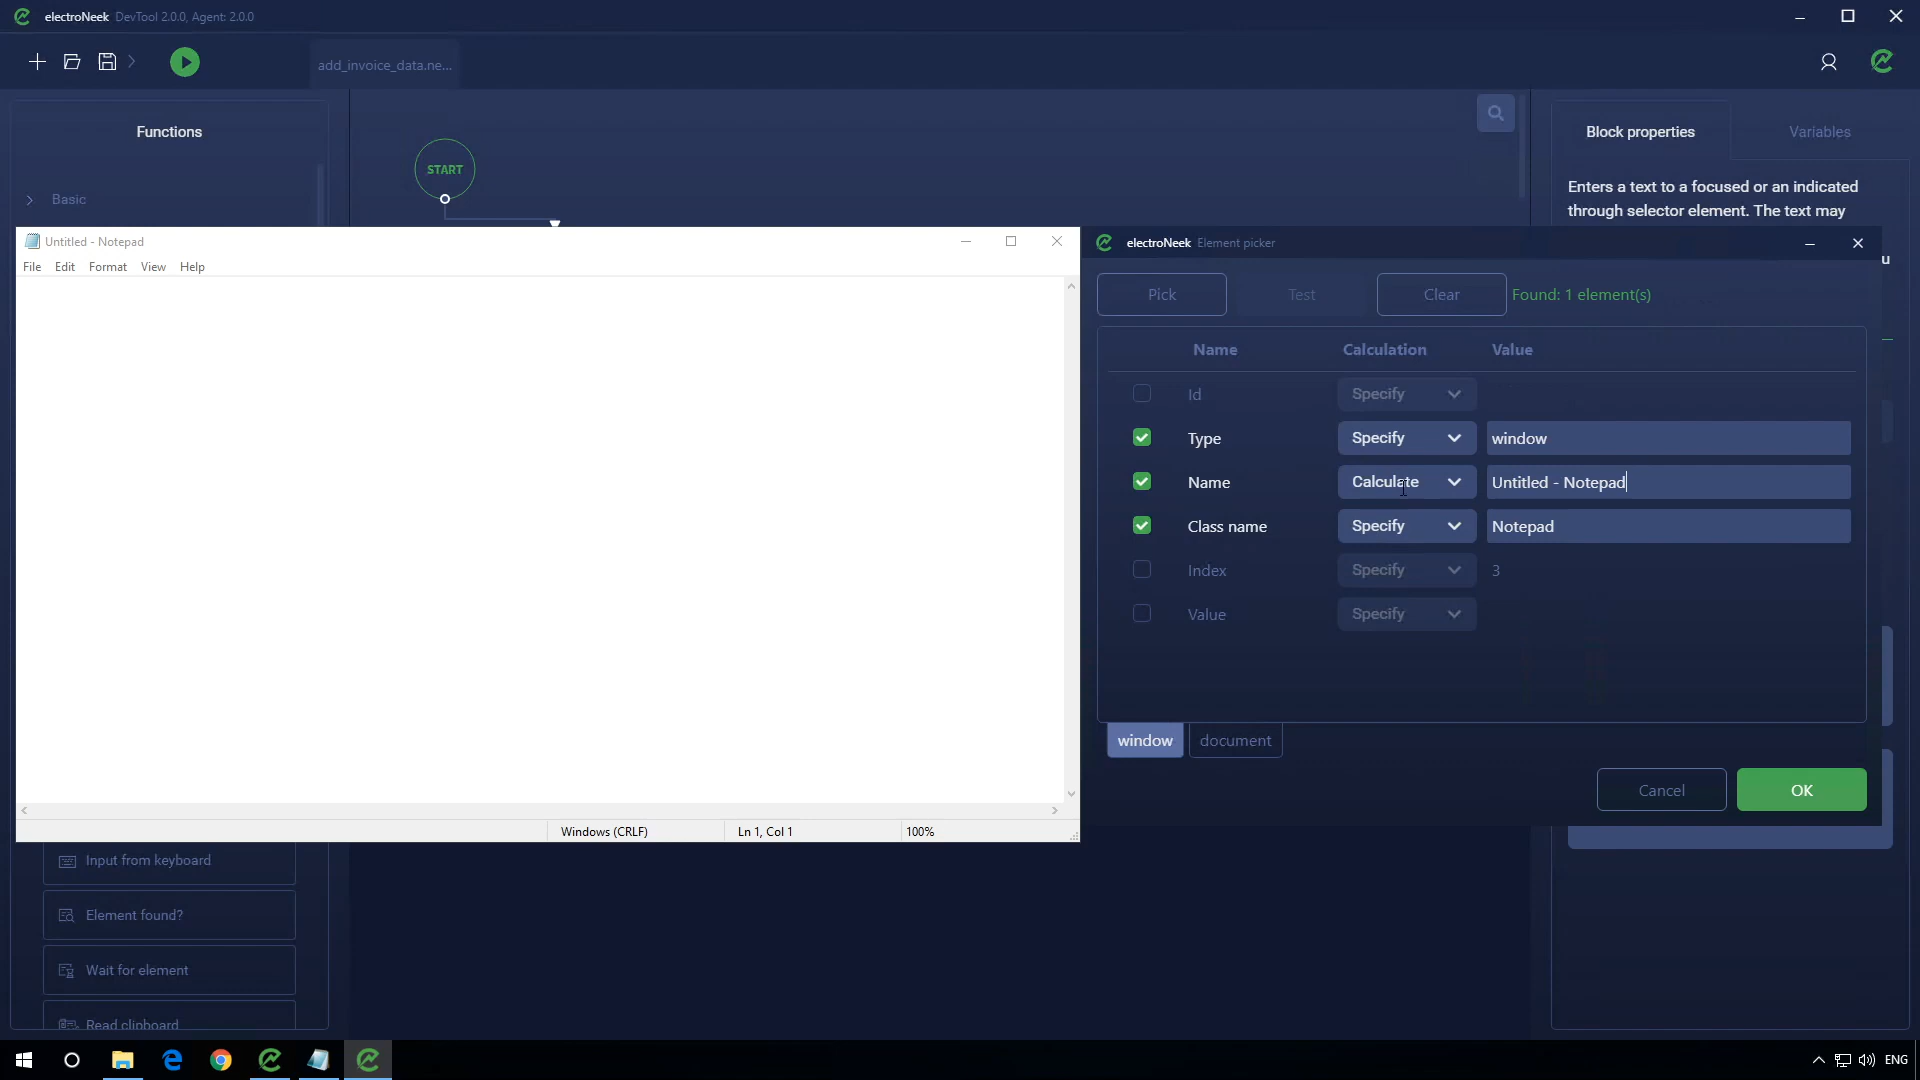 electroNeek DevTool 2.0.0, Agent: 2.0.0
add_invoice_data.ne...
Functions
Basic
START
Block properties
Variables
Enters a text to a focused or an indicated
through selector element. The text may
u
Untitled - Notepad
File Edit Format View Help
Windows (CRLF)
Ln 1, Col 1
100%
electroNeek Element picker
Pick
Test
Clear
Found: 1 element(s)
Name Calculation Value
Id Specify
Type Specify window
Name Calculate Untitled - Notepad
Class name Specify Notepad
Index Specify 3
Value Specify
window
document
Cancel
OK
Input from keyboard
Element found?
Wait for element
Read clipboard
ENG